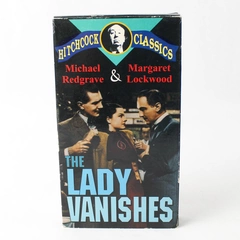 HITCHCOCK CLASSICS
Michael Redgrave & Margaret Lockwood
THE
LADY
VANISHES